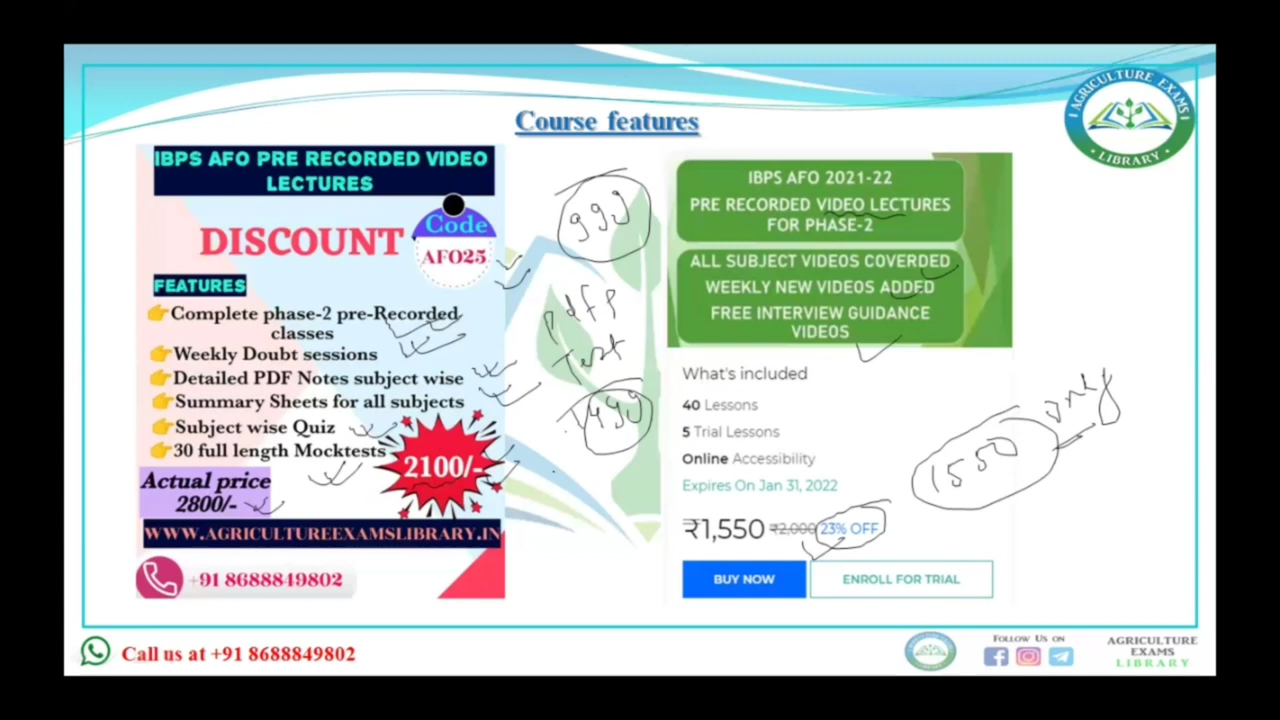 Course features
AGRICULTURE EXAMS
LIBRARY
IBPS AFO PRE RECORDED VIDEO
LECTURES
DISCOUNT
Code
AFO25
FEATURES
Complete phase-2 pre-Recorded
classes
Weekly Doubt sessions
Detailed PDF Notes subject wise
Summary Sheets for all subjects
Subject wise Quiz
30 full length Mocktests
2100/-
Actual price
2800/-
WWW.AGRICULTUREEXAMSLIBRARY.IN
+91 8688849802
999
Test
IBPS AFO 2021-22
PRE RECORDED VIDEO LECTURES
FOR PHASE-2
ALL SUBJECT VIDEOS COVERDED
WEEKLY NEW VIDEOS ADDED
FREE INTERVIEW GUIDANCE
VIDEOS
What's included
40 Lessons
5 Trial Lessons
Online Accessibility
Expires On Jan 31, 2022
₹1,550 ₹2,000 23% OFF
BUY NOW
ENROLL FOR TRIAL
1550 only
Call us at +91 8688849802
FOLLOW US ON
AGRICULTURE
EXAMS
LIBRARY